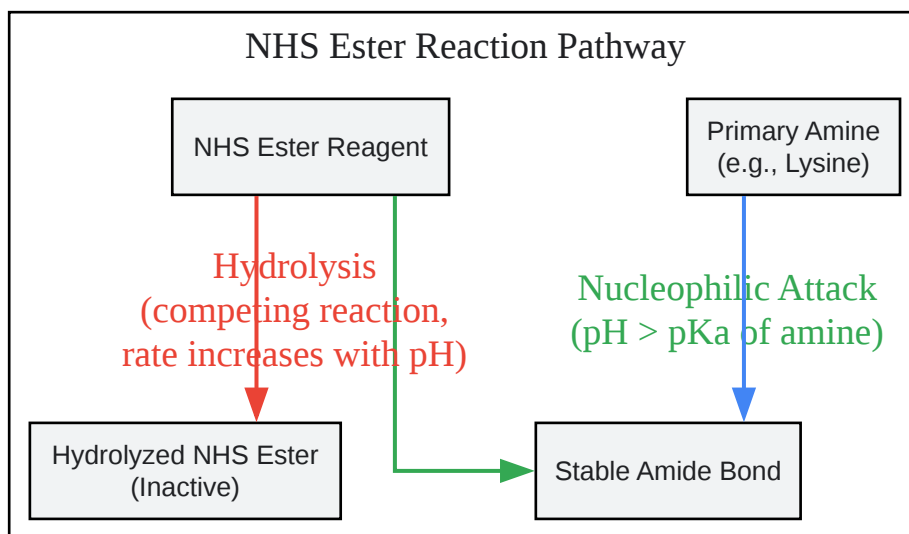 NHS Ester Reaction Pathway
NHS Ester Reagent
Primary Amine
(e.g., Lysine)
Hydrolysis
(competing reaction,
rate increases with pH)
Nucleophilic Attack
(pH > pKa of amine)
Hydrolyzed NHS Ester
(Inactive)
Stable Amide Bond